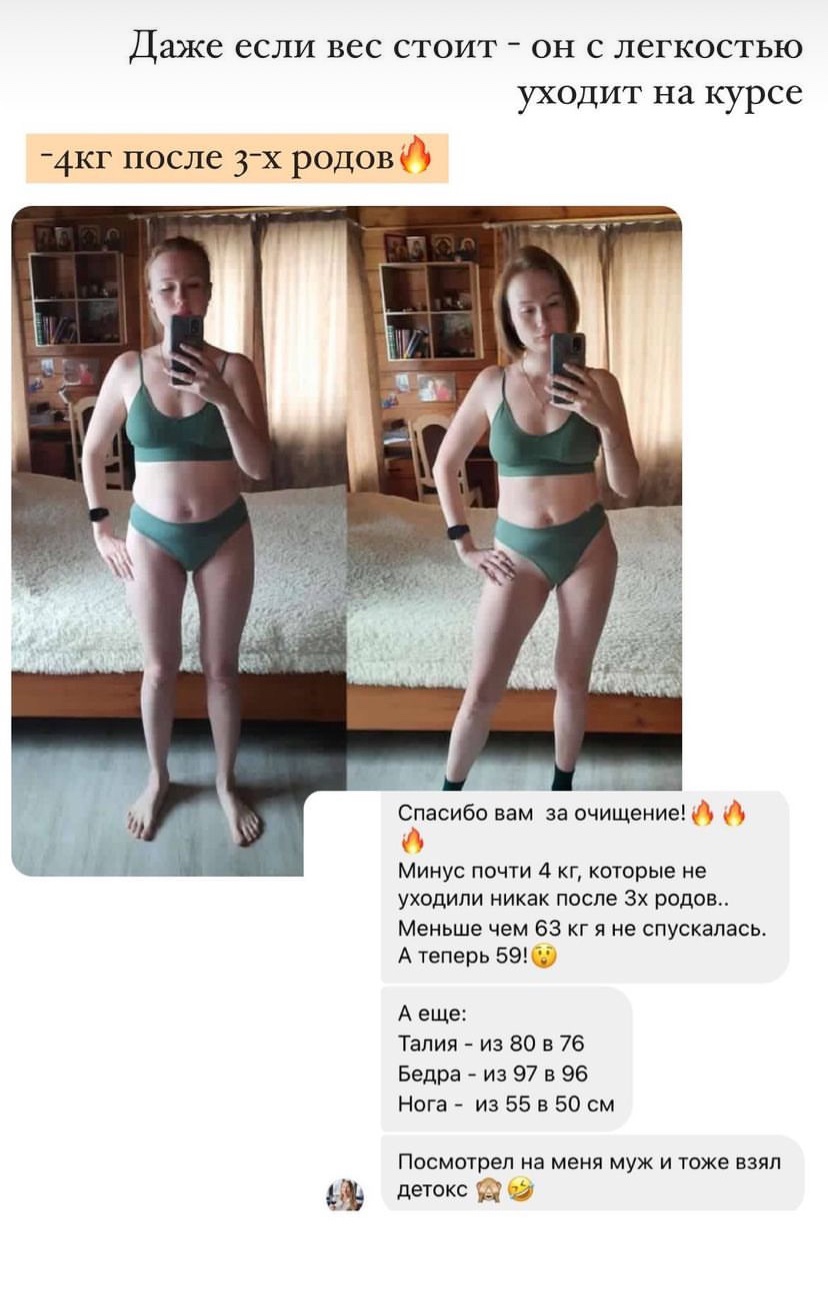 Даже если вес стоит - он с легкостью
уходит на курсе
-4кг после 3-х родов🔥
Спасибо вам за очищение!🔥🔥
🔥
Минус почти 4 кг, которые не
уходили никак после 3х родов..
Меньше чем 63 кг я не спускалась.
А теперь 59!😲
А еще:
Талия - из 80 в 76
Бедра - из 97 в 96
Нога - из 55 в 50 см
Посмотрел на меня муж и тоже взял
детокс 🙈🤣